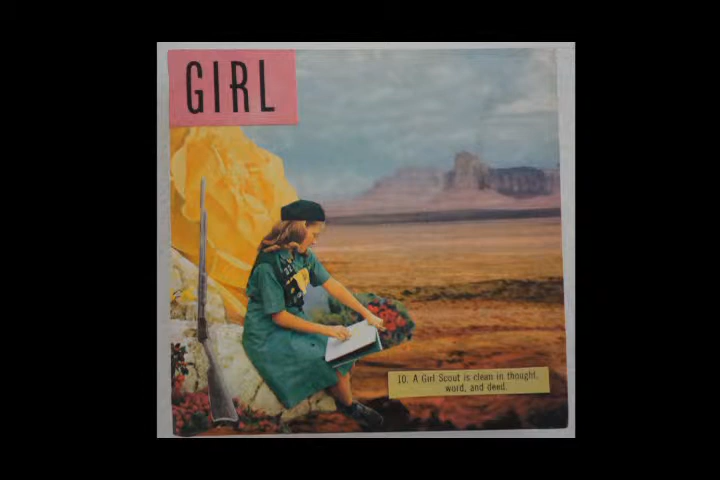 GIRL
10. A Girl Scout is clean in thought,
word, and deed.